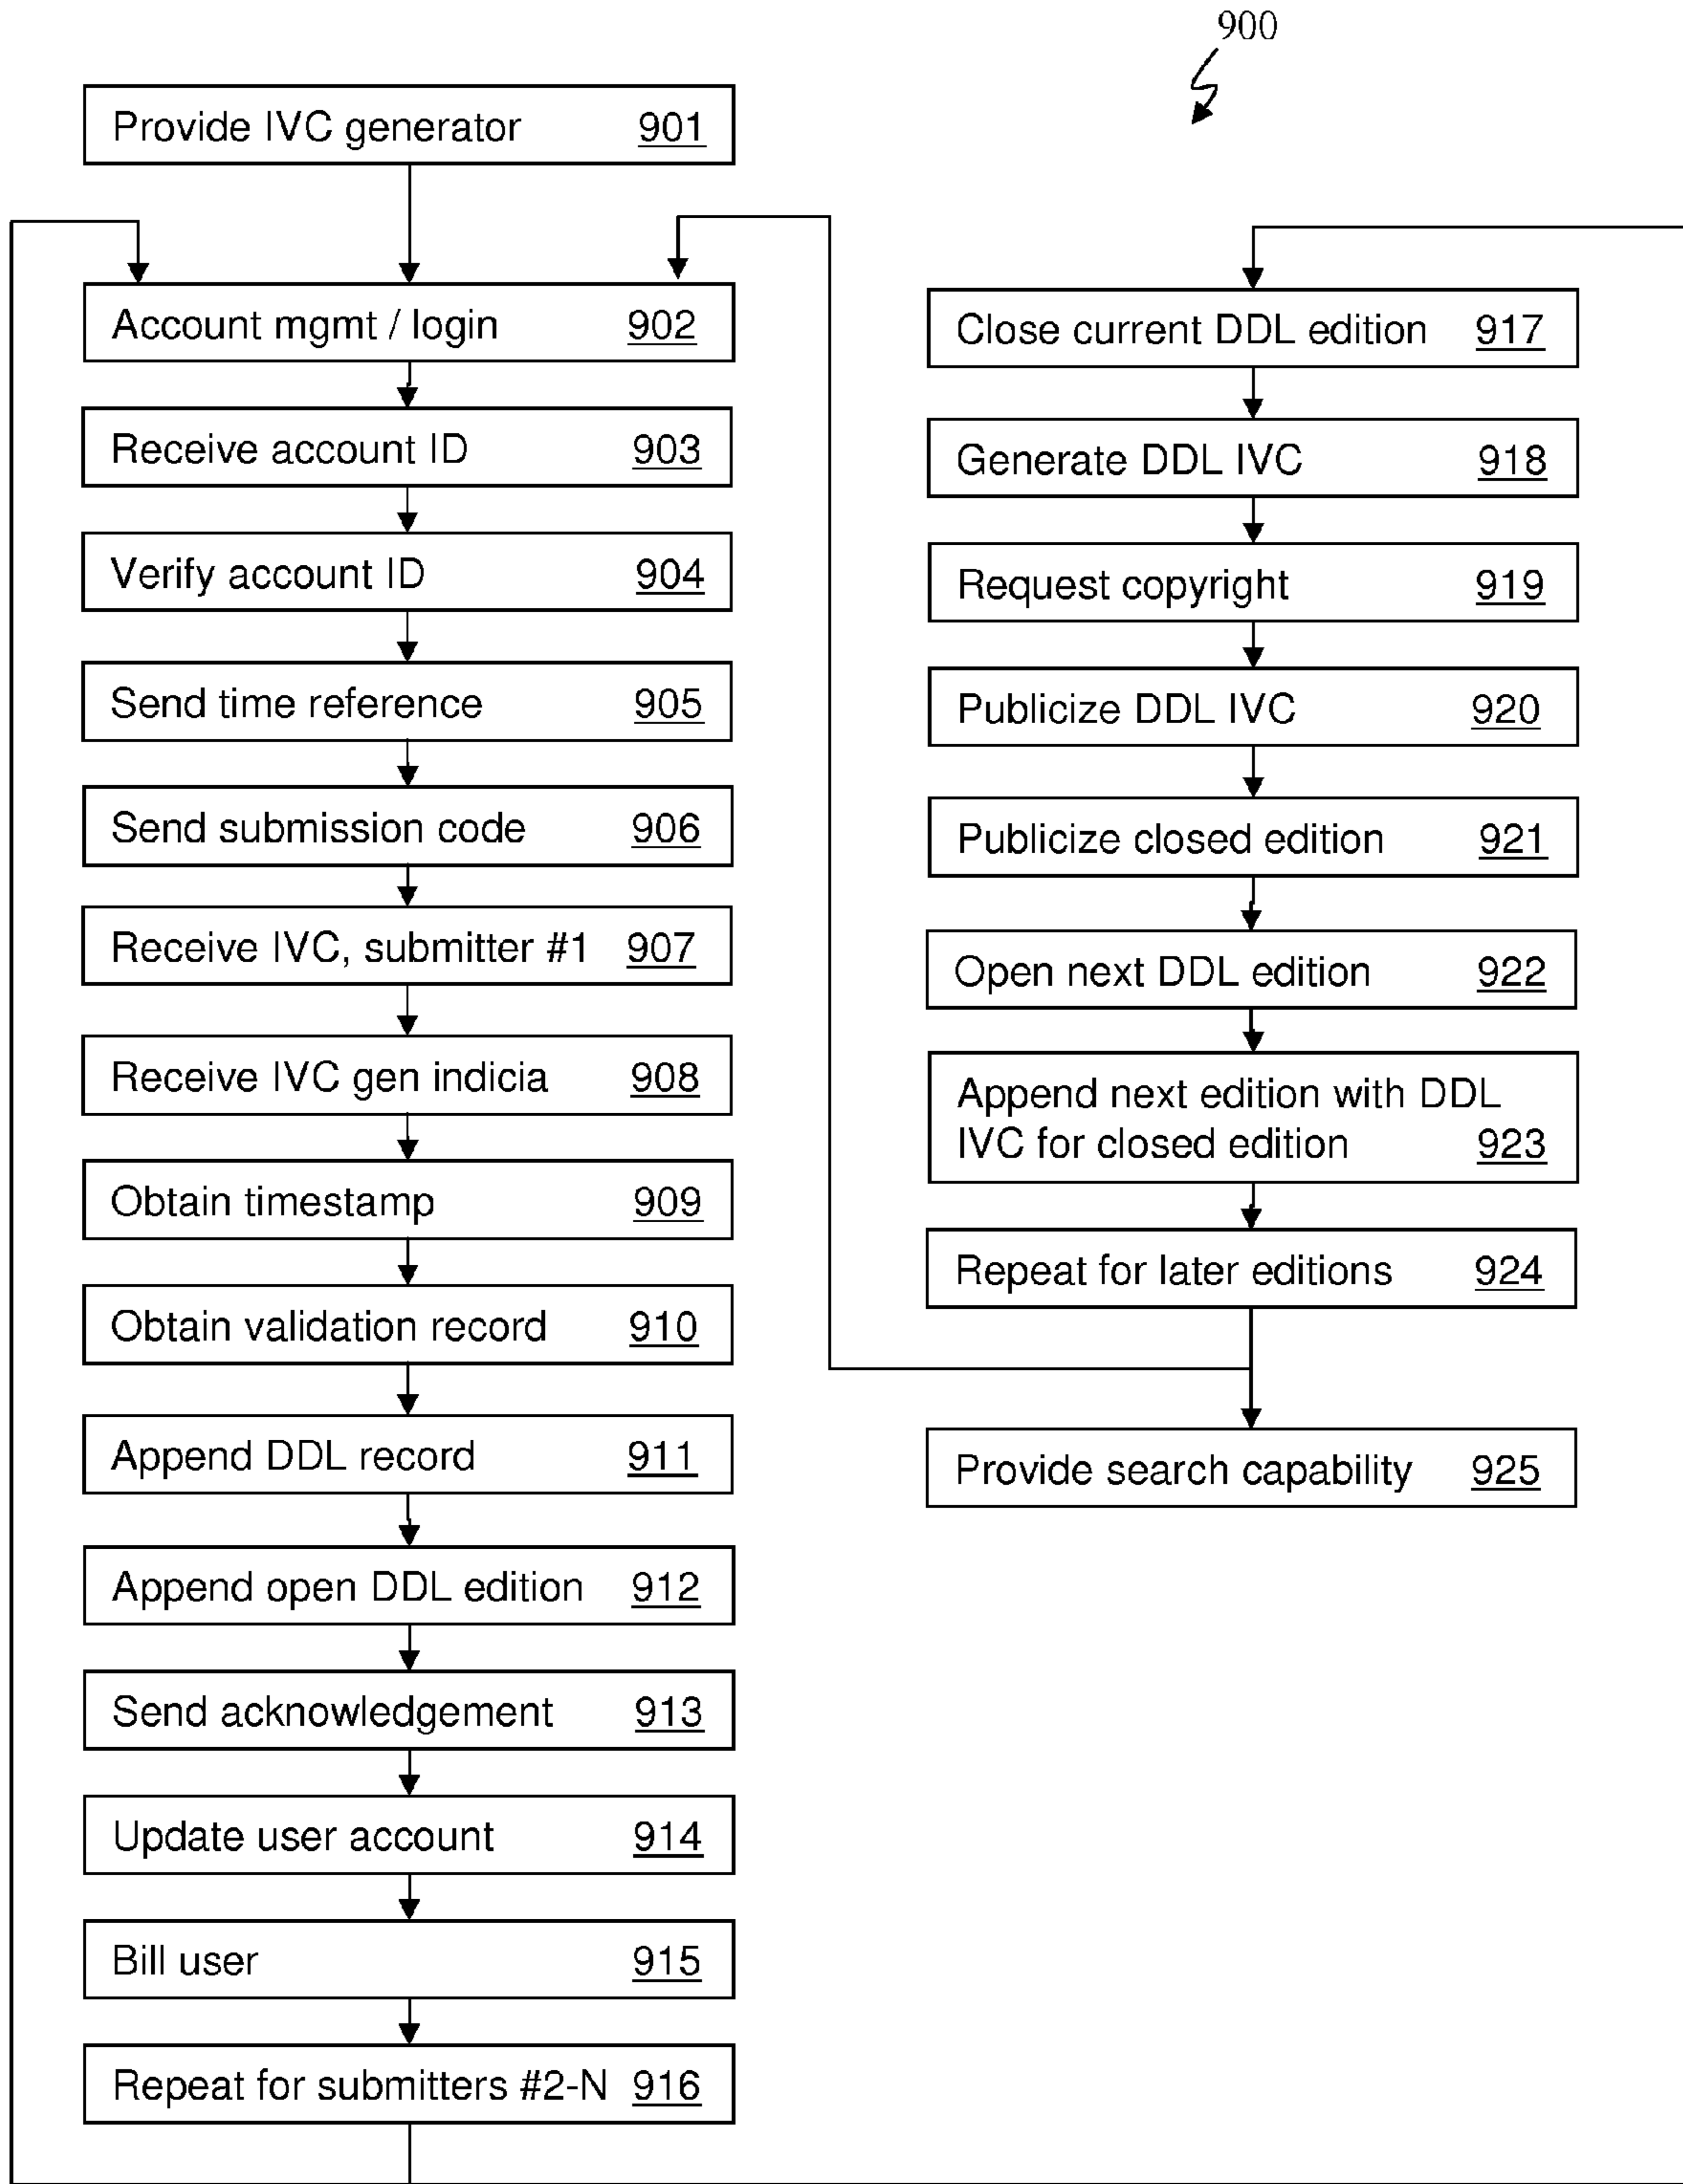 900
Provide IVC generator 901
Account mgmt / login 902
Receive account ID 903
Verify account ID 904
Send time reference 905
Send submission code 906
Receive IVC, submitter #1 907
Receive IVC gen indicia 908
Obtain timestamp 909
Obtain validation record 910
Append DDL record 911
Append open DDL edition 912
Send acknowledgement 913
Update user account 914
Bill user 915
Repeat for submitters #2-N 916
Close current DDL edition 917
Generate DDL IVC 918
Request copyright 919
Publicize DDL IVC 920
Publicize closed edition 921
Open next DDL edition 922
Append next edition with DDL
IVC for closed edition 923
Repeat for later editions 924
Provide search capability 925